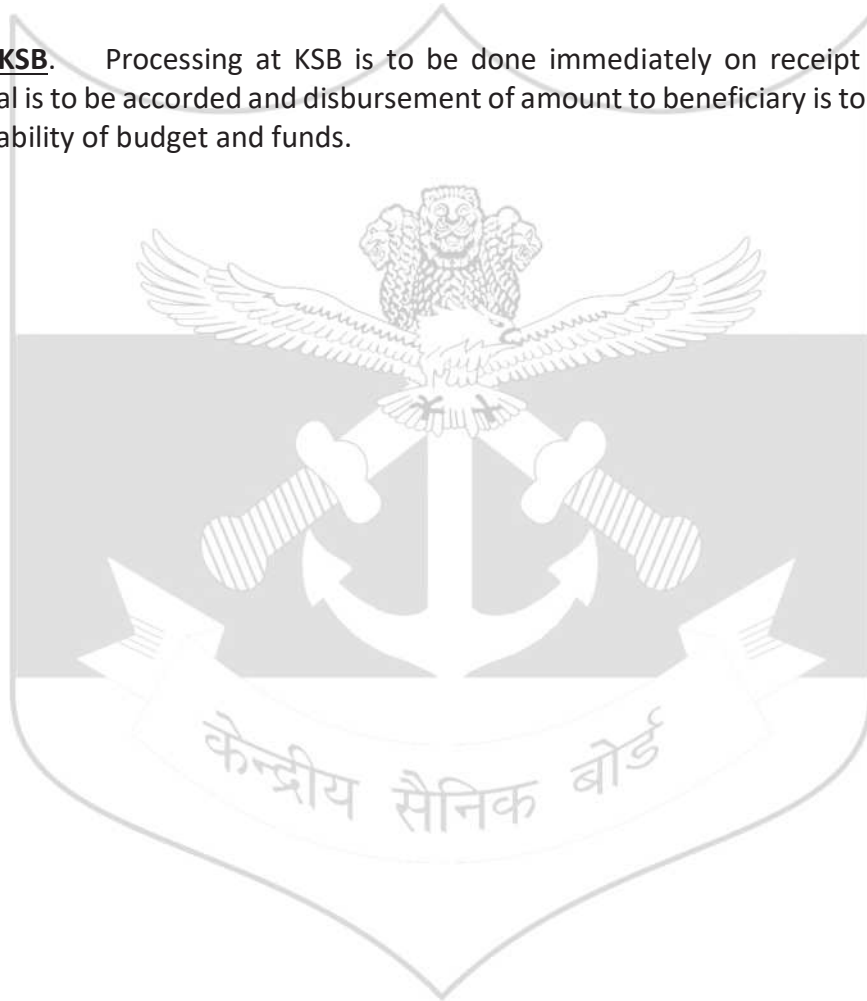 KSB. Processing at KSB is to be done immediately on receipt
al is to be accorded and disbursement of amount to beneficiary is to
ability of budget and funds.
केन्द्रीय सैनिक बोर्ड